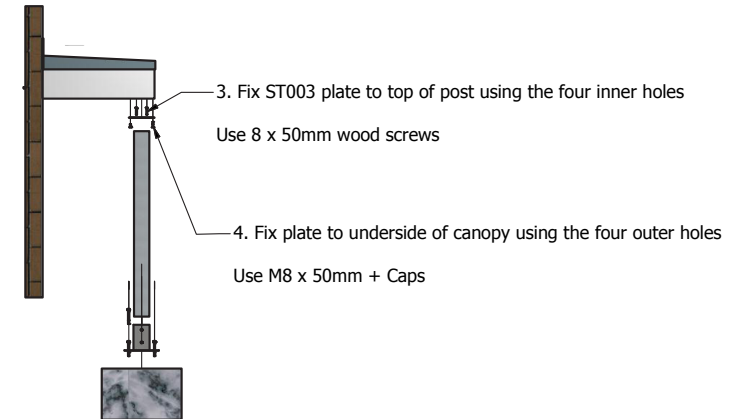 3. Fix ST003 plate to top of post using the four inner holes
Use 8 x 50mm wood screws
4. Fix plate to underside of canopy using the four outer holes
Use M8 x 50mm + Caps